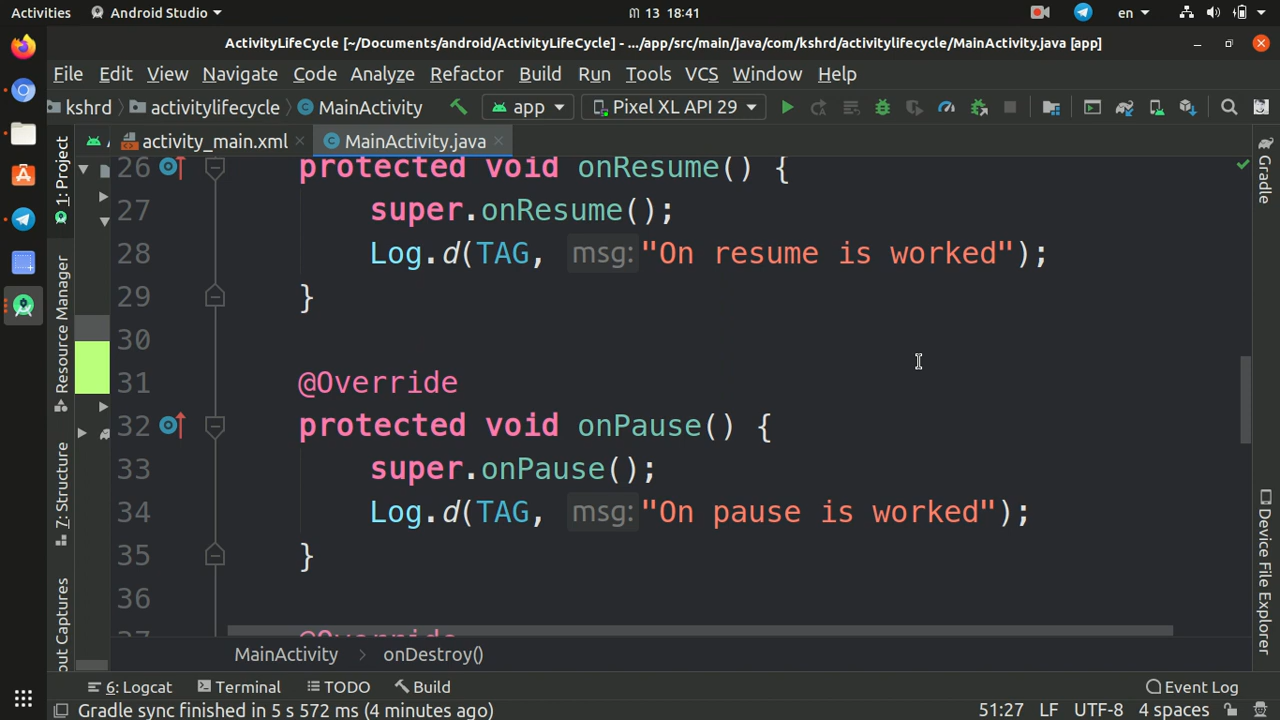 Activities Android Studio ម 13 18:41 en
ActivityLifeCycle [~/Documents/android/ActivityLifeCycle] - .../app/src/main/java/com/kshrd/activitylifecycle/MainActivity.java [app]
File Edit View Navigate Code Analyze Refactor Build Run Tools VCS Window Help
kshrd activitylifecycle MainActivity app Pixel XL API 29
activity_main.xml MainActivity.java
1: Project
Resource Manager
7: Structure
out Captures
26 protected void onResume() {
27 super.onResume();
28 Log.d(TAG, msg: "On resume is worked");
29 }
30
31 @Override
32 protected void onPause() {
33 super.onPause();
34 Log.d(TAG, msg: "On pause is worked");
35 }
36
37 @Override
Gradle
Device File Explorer
MainActivity > onDestroy()
6: Logcat Terminal TODO Build Event Log
Gradle sync finished in 5 s 572 ms (4 minutes ago) 51:27 LF UTF-8 4 spaces